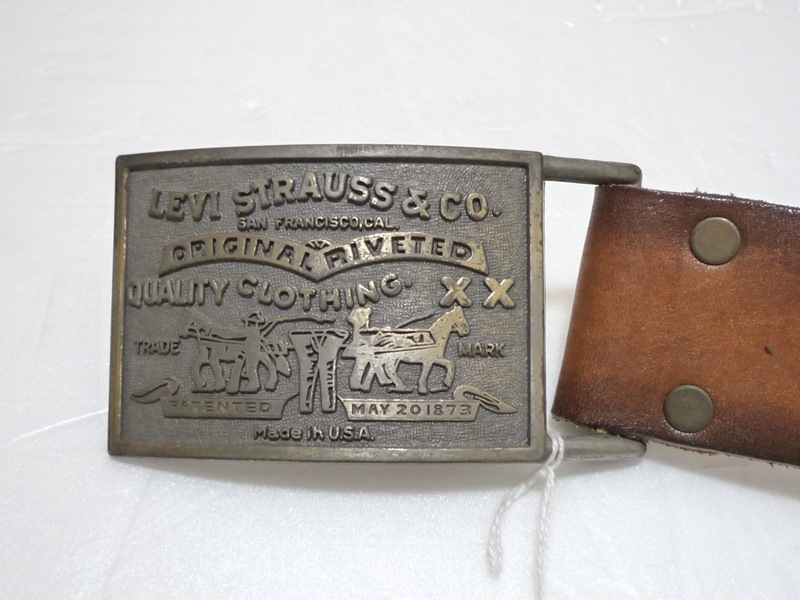 LEVI STRAUSS & CO.
SAN FRANCISCO, CAL.
ORIGINAL RIVETED
QUALITY CLOTHING. XX
TRADE MARK
PATENTED MAY 20 1873
Made in U.S.A.